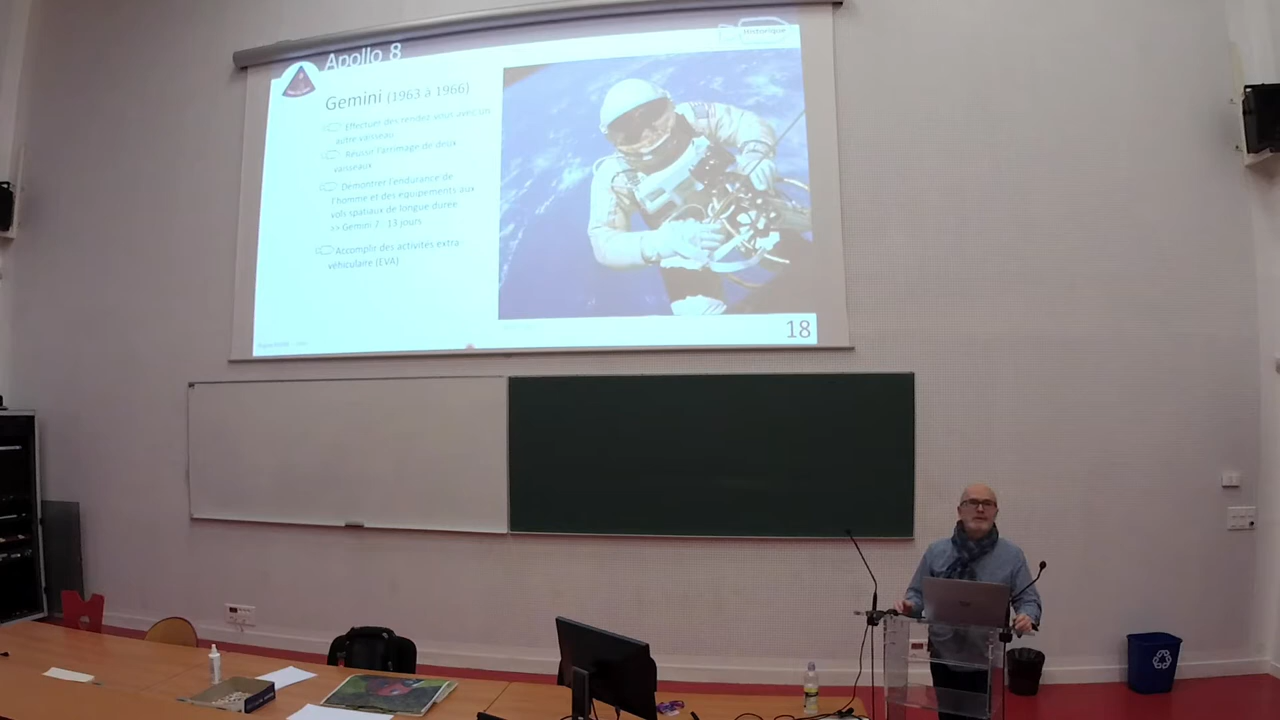 Apollo 8
Historique
Gemini (1963 à 1966)
Effectuer des rendez-vous avec un
autre vaisseau
Réussir l'arrimage de deux
vaisseaux
Démontrer l'endurance de
l'homme et des équipements aux
vols spatiaux de longue durée
=> Gemini 7 : 13 jours
Accomplir des activités extra
véhiculaire (EVA)
18